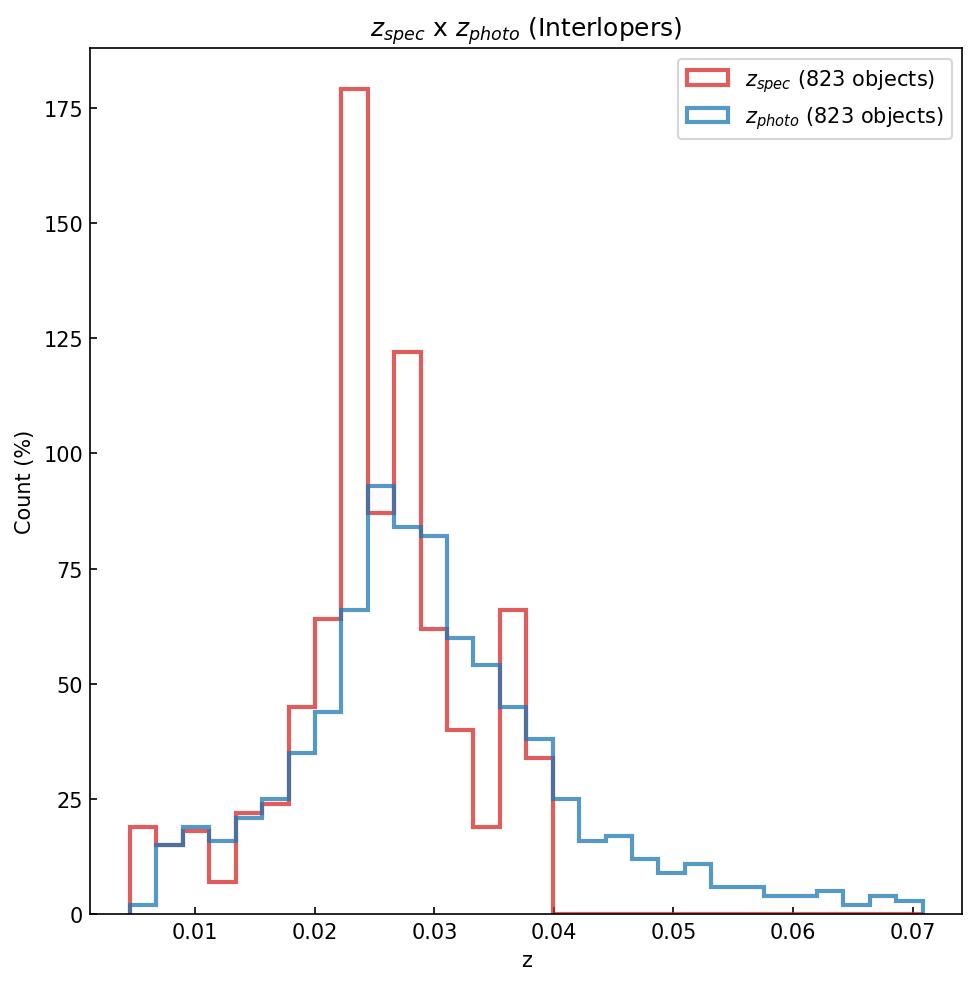 z_spec x z_photo (Interlopers)
z_spec (823 objects)
z_photo (823 objects)
Count (%)
175
150
125
100
75
50
25
0
0.01 0.02 0.03 0.04 0.05 0.06 0.07
z